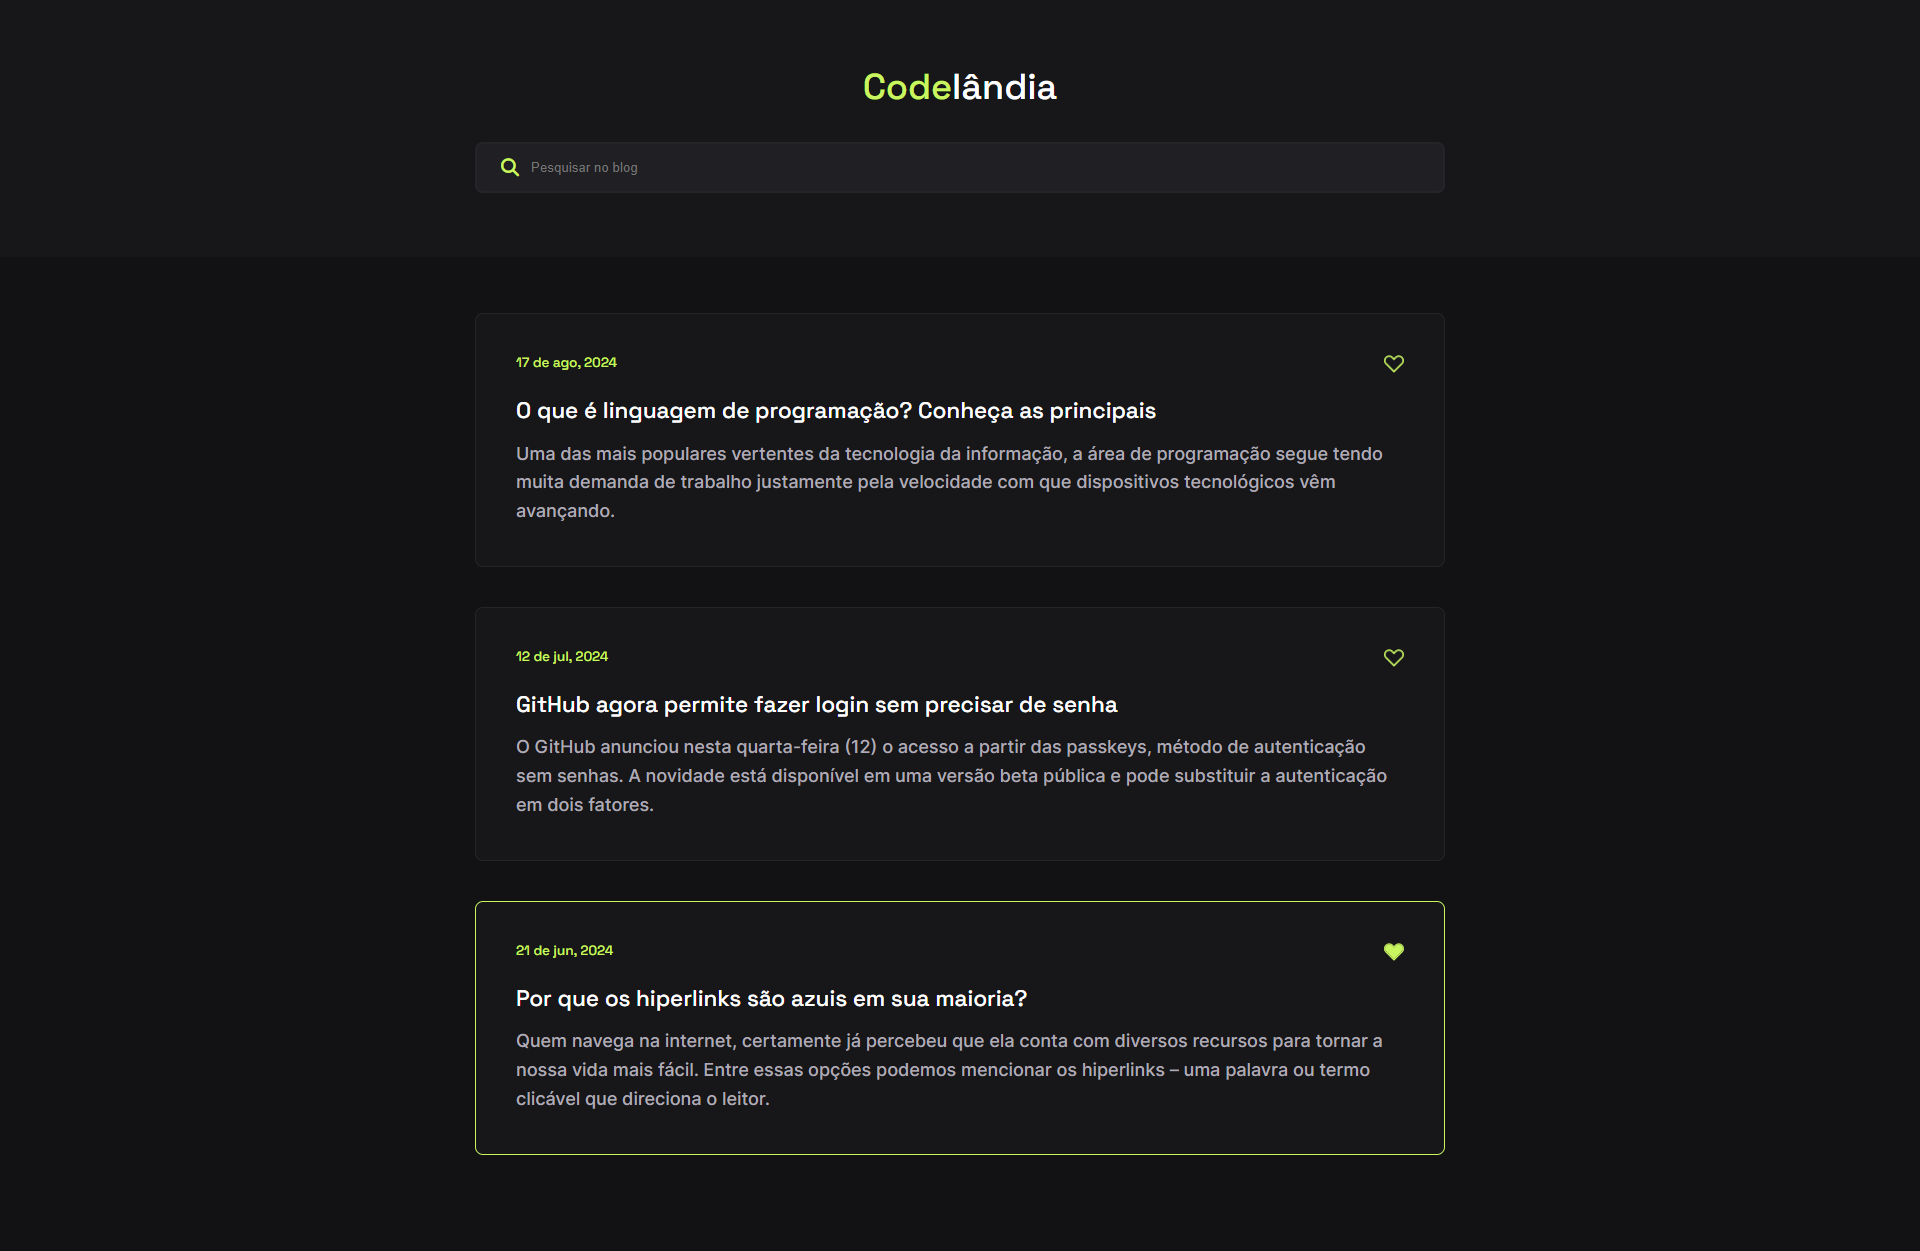 Codelândia
Pesquisar no blog
17 de ago, 2024
O que é linguagem de programação? Conheça as principais
Uma das mais populares vertentes da tecnologia da informação, a área de programação segue tendo
muita demanda de trabalho justamente pela velocidade com que dispositivos tecnológicos vêm
avançando.
12 de jul, 2024
GitHub agora permite fazer login sem precisar de senha
O GitHub anunciou nesta quarta-feira (12) o acesso a partir das passkeys, método de autenticação
sem senhas. A novidade está disponível em uma versão beta pública e pode substituir a autenticação
em dois fatores.
21 de jun, 2024
Por que os hiperlinks são azuis em sua maioria?
Quem navega na internet, certamente já percebeu que ela conta com diversos recursos para tornar a
nossa vida mais fácil. Entre essas opções podemos mencionar os hiperlinks – uma palavra ou termo
clicável que direciona o leitor.